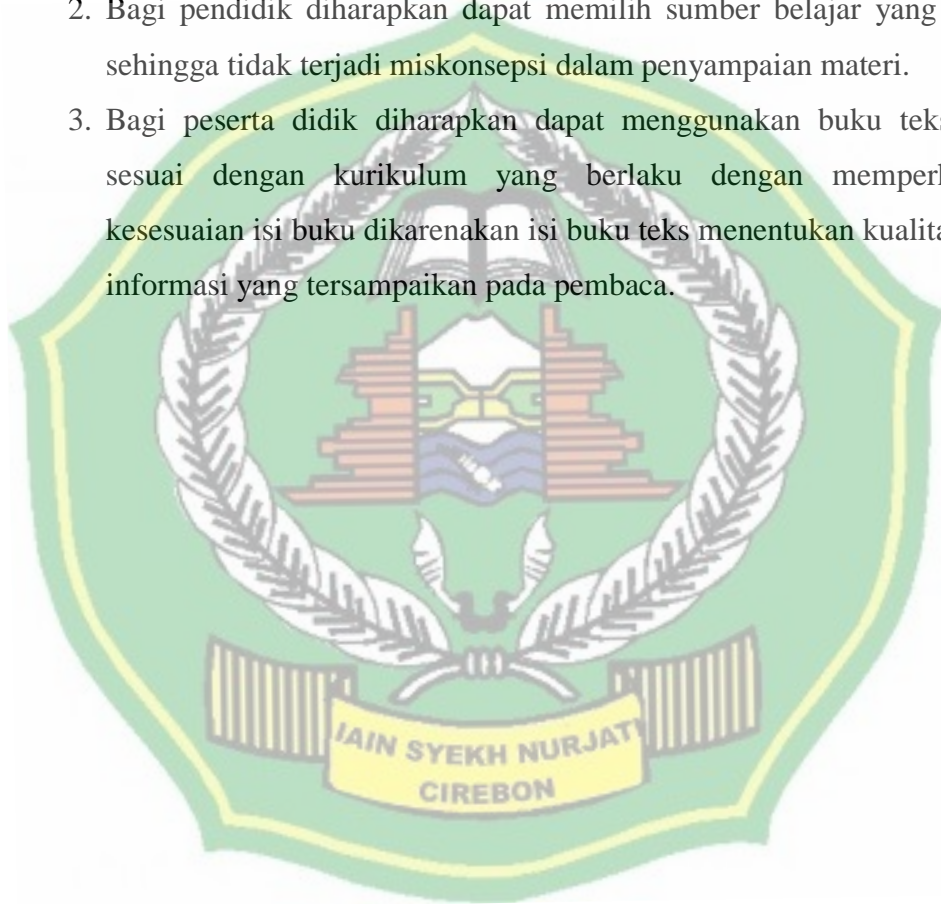 2. Bagi pendidik diharapkan dapat memilih sumber belajar yang
sehingga tidak terjadi miskonsepsi dalam penyampaian materi.
3. Bagi peserta didik diharapkan dapat menggunakan buku teks
sesuai dengan kurikulum yang berlaku dengan
kesesuaian isi buku dikarenakan isi buku teks menentukan
informasi yang tersampaikan pada pembaca.
IAIN SYEKH NURJATI
CIREBON